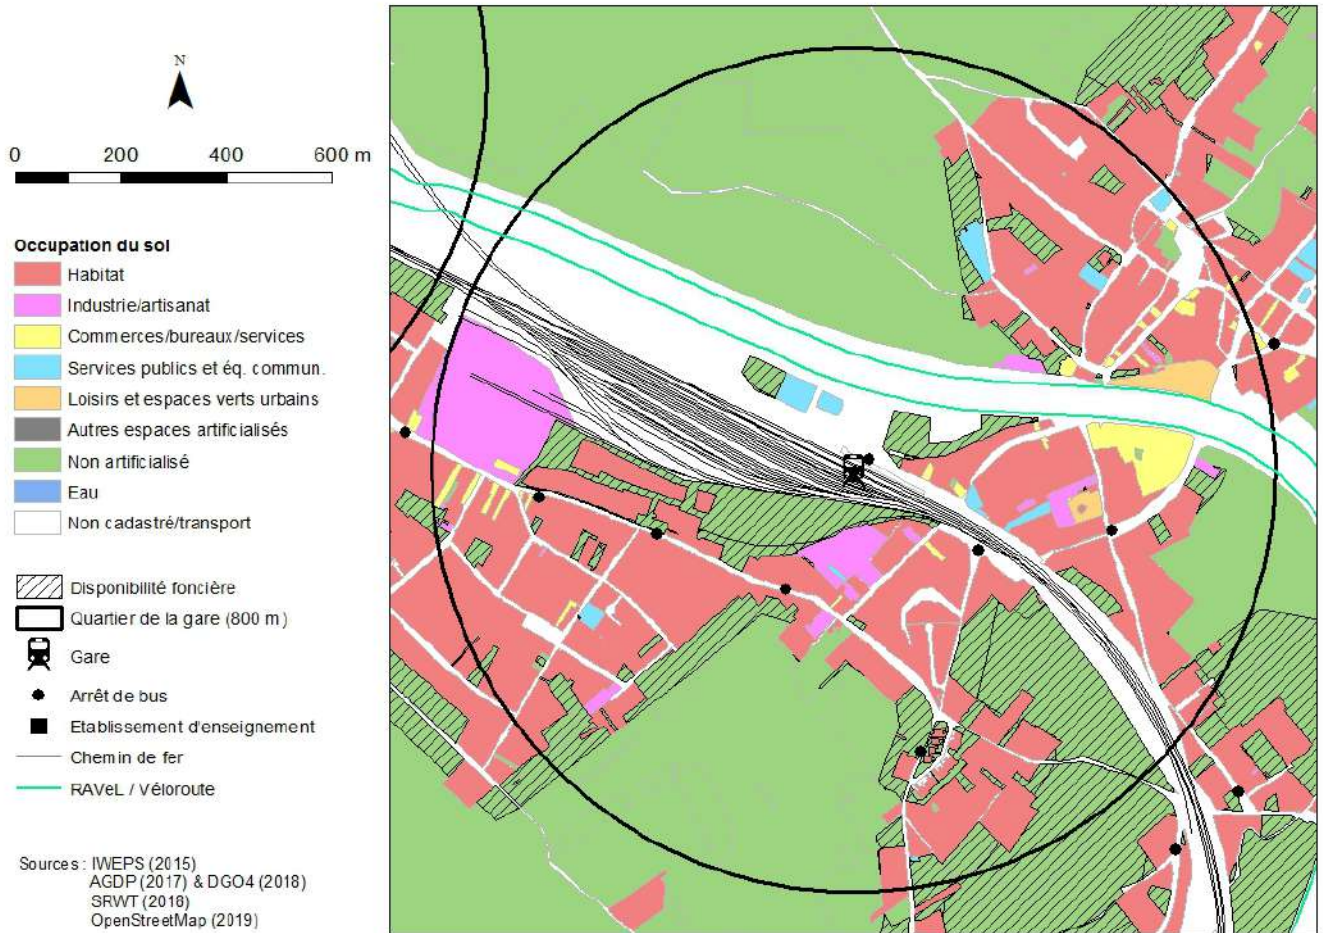 N
0 200 400 600 m
Occupation du sol
Habitat
Industrie/artisanat
Commerces/bureaux/services
Services publics et éq. commun.
Loisirs et espaces verts urbains
Autres espaces artificialisés
Non artificialisé
Eau
Non cadastré/transport
Disponibilité foncière
Quartier de la gare (800 m)
Gare
Arrêt de bus
Etablissement d'enseignement
Chemin de fer
RAVeL / Véloroute
Sources : IWEPS (2015)
AGDP (2017) & DGO4 (2018)
SRWT (2018)
OpenStreetMap (2019)